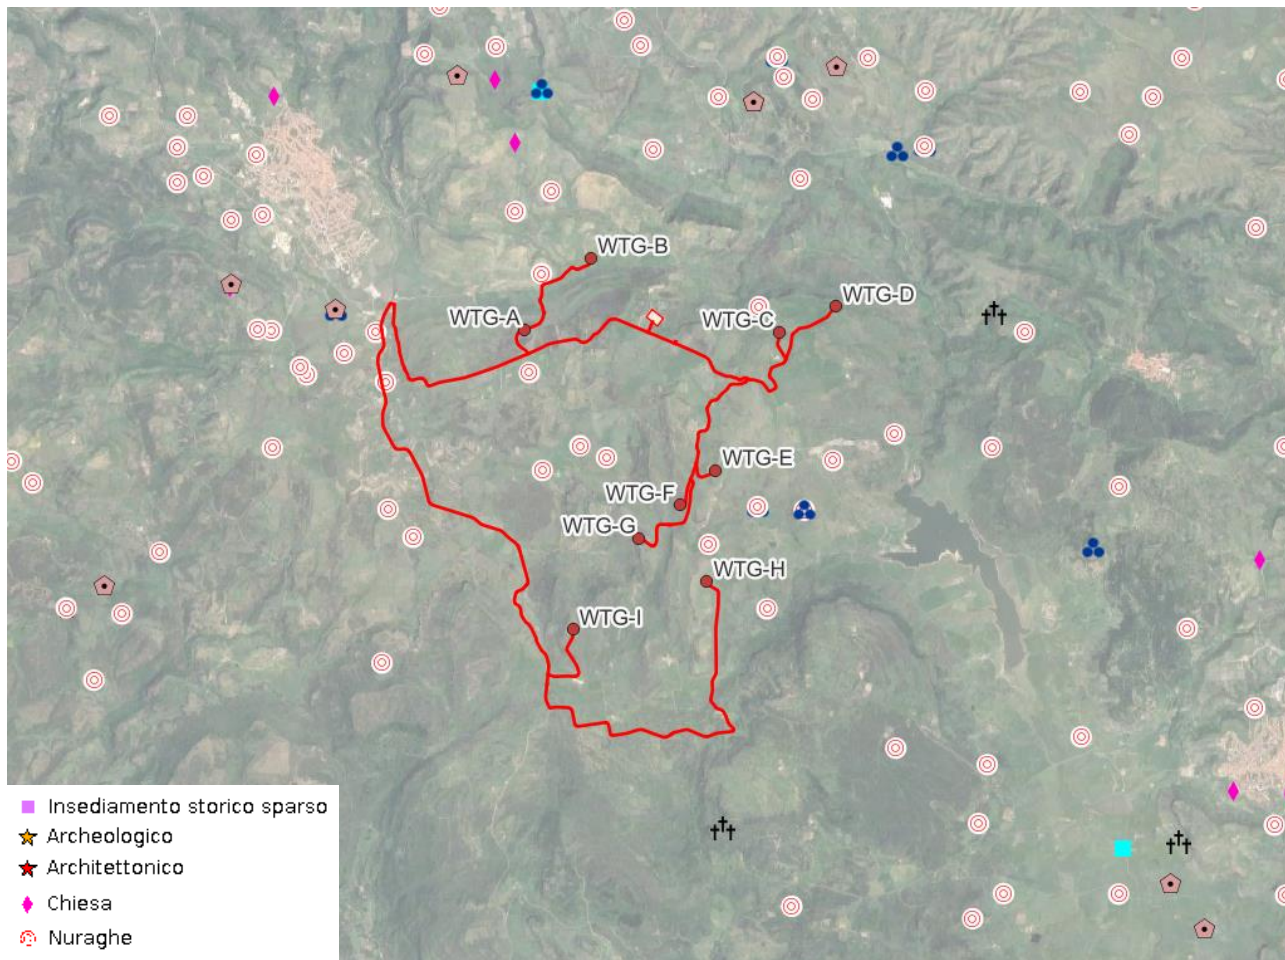 WTG-B
WTG-D
WTG-A
WTG-C
WTG-E
WTG-F
WTG-G
WTG-H
WTG-I
Insediamento storico sparso
Archeologico
Architettonico
Chiesa
Nuraghe